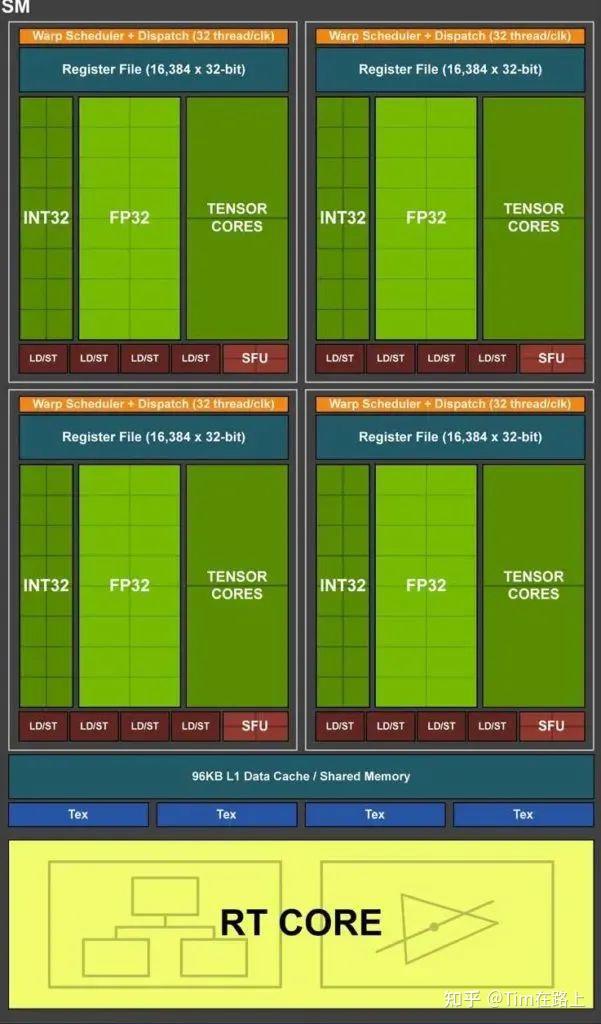 SM
Warp Scheduler + Dispatch (32 thread/clk)
Register File (16,384 x 32-bit)
INT32
FP32
TENSOR
CORES
LD/ST
LD/ST
LD/ST
LD/ST
SFU
Warp Scheduler + Dispatch (32 thread/clk)
Register File (16,384 x 32-bit)
INT32
FP32
TENSOR
CORES
LD/ST
LD/ST
LD/ST
LD/ST
SFU
Warp Scheduler + Dispatch (32 thread/clk)
Register File (16,384 x 32-bit)
INT32
FP32
TENSOR
CORES
LD/ST
LD/ST
LD/ST
LD/ST
SFU
Warp Scheduler + Dispatch (32 thread/clk)
Register File (16,384 x 32-bit)
INT32
FP32
TENSOR
CORES
LD/ST
LD/ST
LD/ST
LD/ST
SFU
96KB L1 Data Cache / Shared Memory
Tex
Tex
Tex
Tex
RT CORE
知乎 @Tim在路上